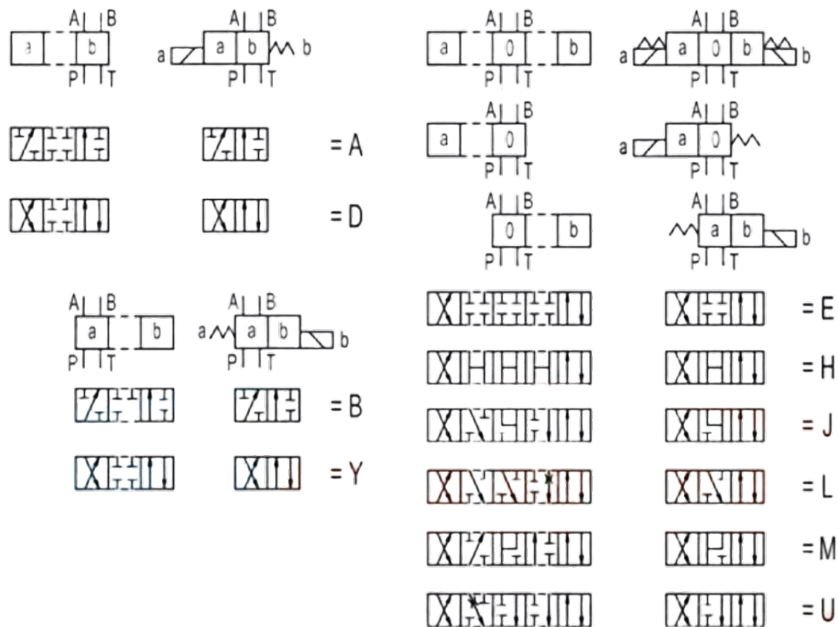 A B A B
a b a a b b
P T P T
= A
= D
A B A B
a b a a b b
P T P T
= B
= Y
A B A B
a 0 b a a 0 b b
P T P T
A B A B
a 0 a a 0
P T P T
A B A B
0 b a b b
P T P T
= E
= H
= J
= L
= M
= U